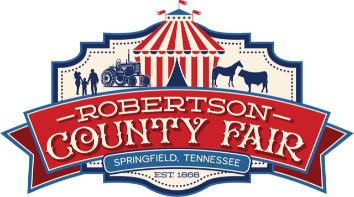 ROBERTSON
COUNTY FAIR
SPRINGFIELD, TENNESSEE
EST. 1868